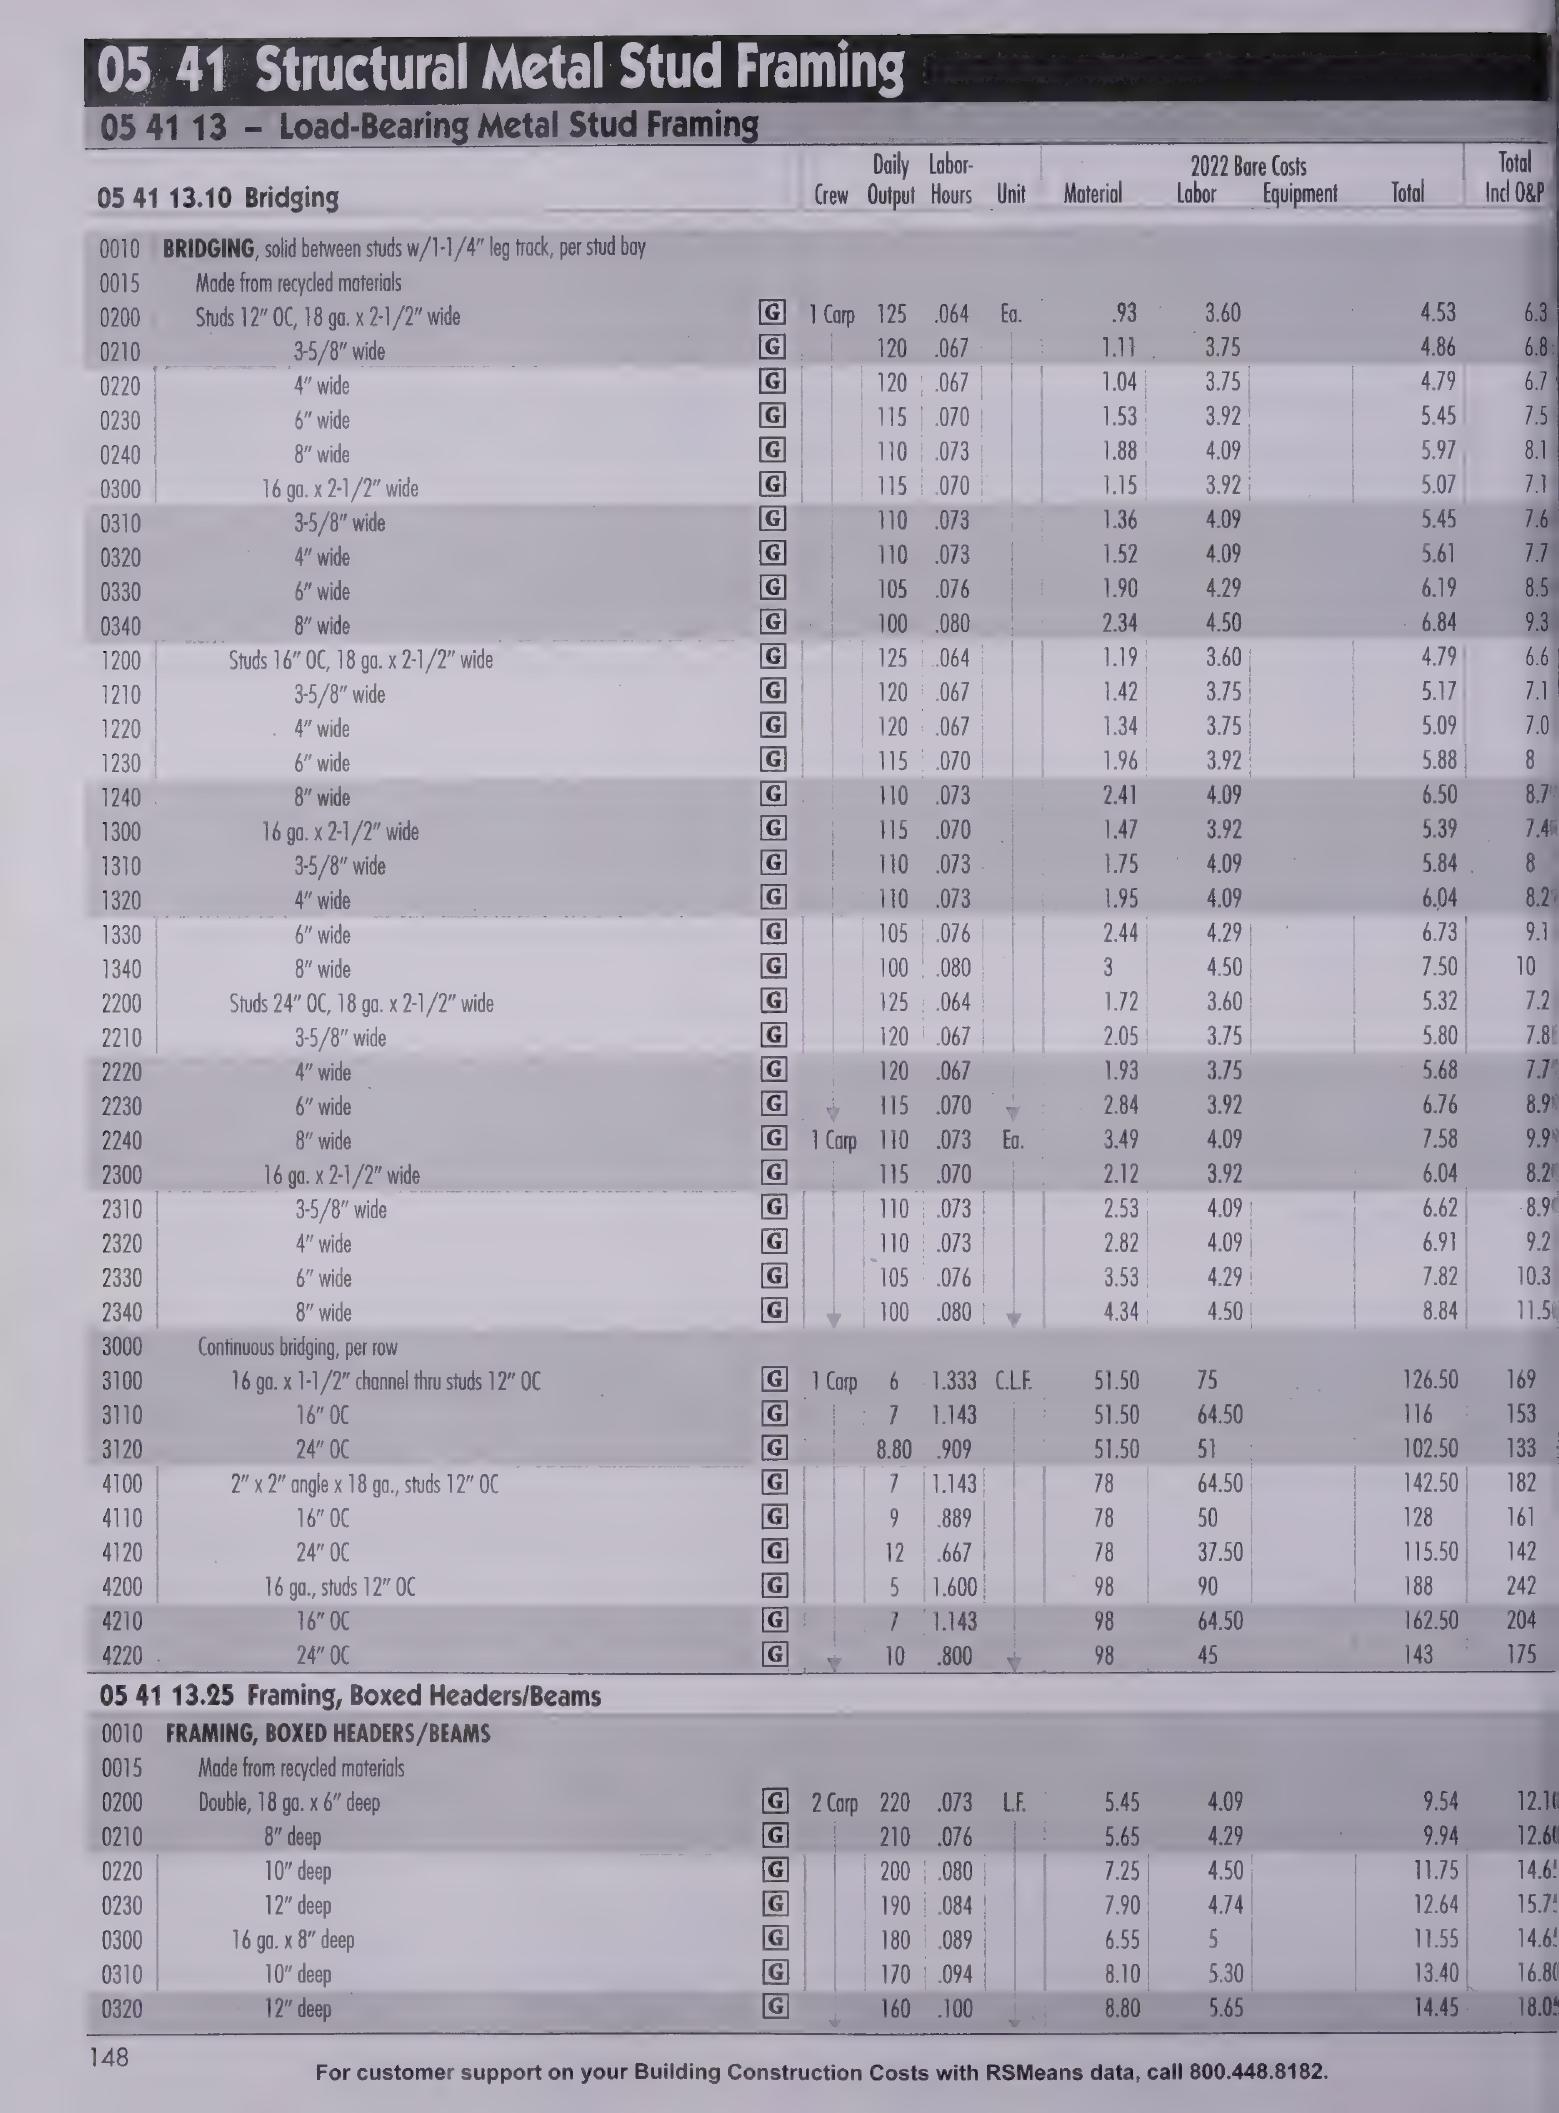 05 41 Structural Metal Stud Framing
05 41 13 – Load-Bearing Metal Stud Framing
Daily Labor- 2022 Bare Costs Total
05 41 13.10 Bridging Crew Output Hours Unit Material Labor Equipment Total Incl O&P
0010 BRIDGING, solid between studs w/1-1/4" leg track, per stud bay
0015 Made from recycled materials
0200 Studs 12" OC, 18 ga. x 2-1/2" wide G 1 Carp 125 .064 Ea. .93 3.60 4.53 6.3
0210 3-5/8" wide G 120 .067 1.11 3.75 4.86 6.8
0220 4" wide G 120 .067 1.04 3.75 4.79 6.7
0230 6" wide G 115 .070 1.53 3.92 5.45 7.5
0240 8" wide G 110 .073 1.88 4.09 5.97 8.1
0300 16 ga. x 2-1/2" wide G 115 .070 1.15 3.92 5.07 7.1
0310 3-5/8" wide G 110 .073 1.36 4.09 5.45 7.6
0320 4" wide G 110 .073 1.52 4.09 5.61 7.7
0330 6" wide G 105 .076 1.90 4.29 6.19 8.5
0340 8" wide G 100 .080 2.34 4.50 6.84 9.3
1200 Studs 16" OC, 18 ga. x 2-1/2" wide G 125 .064 1.19 3.60 4.79 6.6
1210 3-5/8" wide G 120 .067 1.42 3.75 5.17 7.1
1220 4" wide G 120 .067 1.34 3.75 5.09 7.0
1230 6" wide G 115 .070 1.96 3.92 5.88 8
1240 8" wide G 110 .073 2.41 4.09 6.50 8.7
1300 16 ga. x 2-1/2" wide G 115 .070 1.47 3.92 5.39 7.4
1310 3-5/8" wide G 110 .073 1.75 4.09 5.84 8
1320 4" wide G 110 .073 1.95 4.09 6.04 8.2
1330 6" wide G 105 .076 2.44 4.29 6.73 9.1
1340 8" wide G 100 .080 3 4.50 7.50 10
2200 Studs 24" OC, 18 ga. x 2-1/2" wide G 125 .064 1.72 3.60 5.32 7.2
2210 3-5/8" wide G 120 .067 2.05 3.75 5.80 7.8
2220 4" wide G 120 .067 1.93 3.75 5.68 7.7
2230 6" wide G 115 .070 2.84 3.92 6.76 8.9
2240 8" wide G 1 Carp 110 .073 Ea. 3.49 4.09 7.58 9.9
2300 16 ga. x 2-1/2" wide G 115 .070 2.12 3.92 6.04 8.2
2310 3-5/8" wide G 110 .073 2.53 4.09 6.62 8.9
2320 4" wide G 110 .073 2.82 4.09 6.91 9.2
2330 6" wide G 105 .076 3.53 4.29 7.82 10.3
2340 8" wide G 100 .080 4.34 4.50 8.84 11.5
3000 Continuous bridging, per row
3100 16 ga. x 1-1/2" channel thru studs 12" OC G 1 Carp 6 1.333 C.L.F. 51.50 75 126.50 169
3110 16" OC G 7 1.143 51.50 64.50 116 153
3120 24" OC G 8.80 .909 51.50 51 102.50 133
4100 2" x 2" angle x 18 ga., studs 12" OC G 7 1.143 78 64.50 142.50 182
4110 16" OC G 9 .889 78 50 128 161
4120 24" OC G 12 .667 78 37.50 115.50 142
4200 16 ga., studs 12" OC G 5 1.600 98 90 188 242
4210 16" OC G 7 1.143 98 64.50 162.50 204
4220 24" OC G 10 .800 98 45 143 175
05 41 13.25 Framing, Boxed Headers/Beams
0010 FRAMING, BOXED HEADERS/BEAMS
0015 Made from recycled materials
0200 Double, 18 ga. x 6" deep G 2 Carp 220 .073 L.F. 5.45 4.09 9.54 12.10
0210 8" deep G 210 .076 5.65 4.29 9.94 12.60
0220 10" deep G 200 .080 7.25 4.50 11.75 14.6
0230 12" deep G 190 .084 7.90 4.74 12.64 15.7
0300 16 ga. x 8" deep G 180 .089 6.55 5 11.55 14.6
0310 10" deep G 170 .094 8.10 5.30 13.40 16.80
0320 12" deep G 160 .100 8.80 5.65 14.45 18.0
148
For customer support on your Building Construction Costs with RSMeans data, call 800.448.8182.